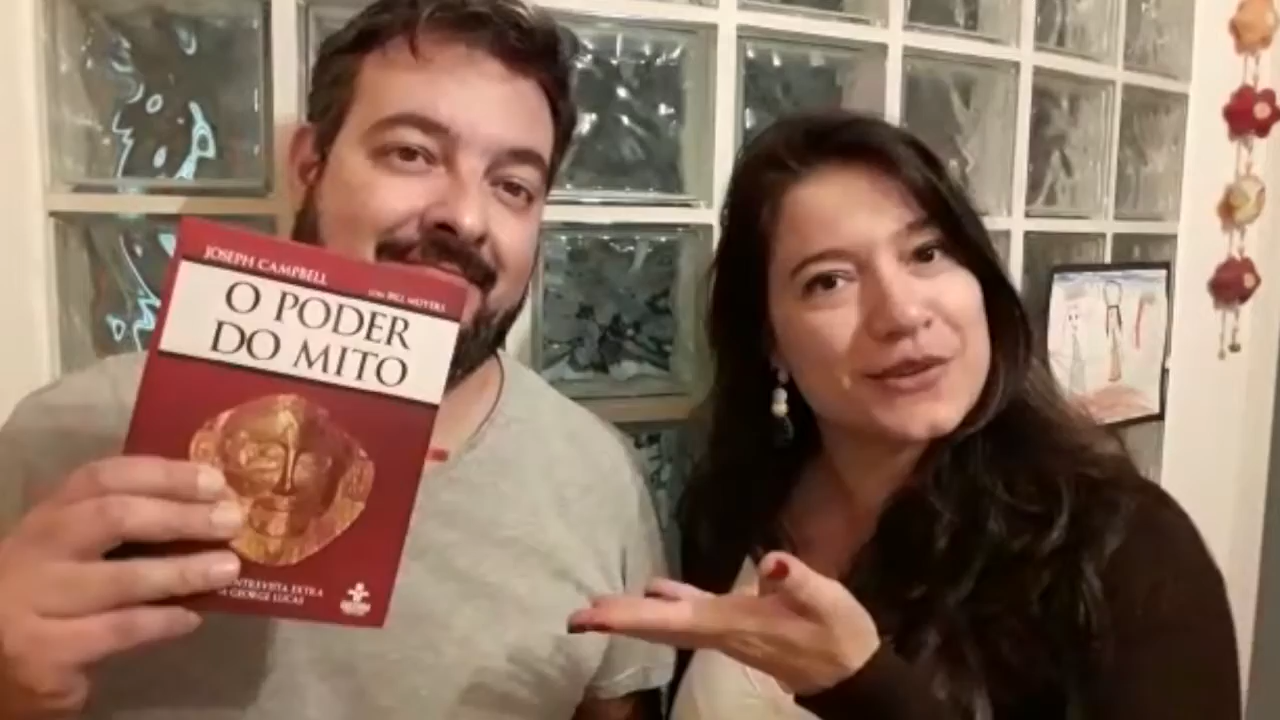 JOSEPH CAMPBELL
COM BILL MOYERS
O PODER
DO MITO
ENTREVISTA EXTRA
GEORGE LUCAS